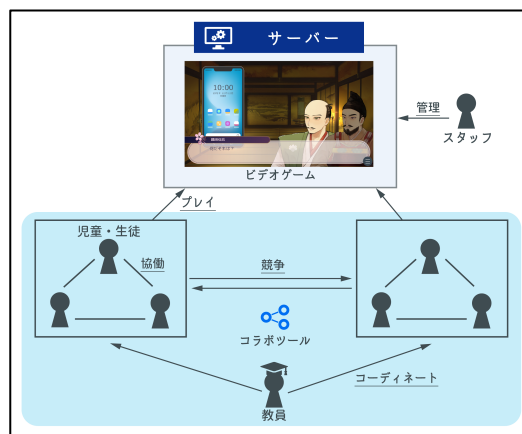 サーバー
10:00
ビデオゲーム
管理
スタッフ
プレイ
児童・生徒
協働
競争
コラボツール
コーディネート
教員